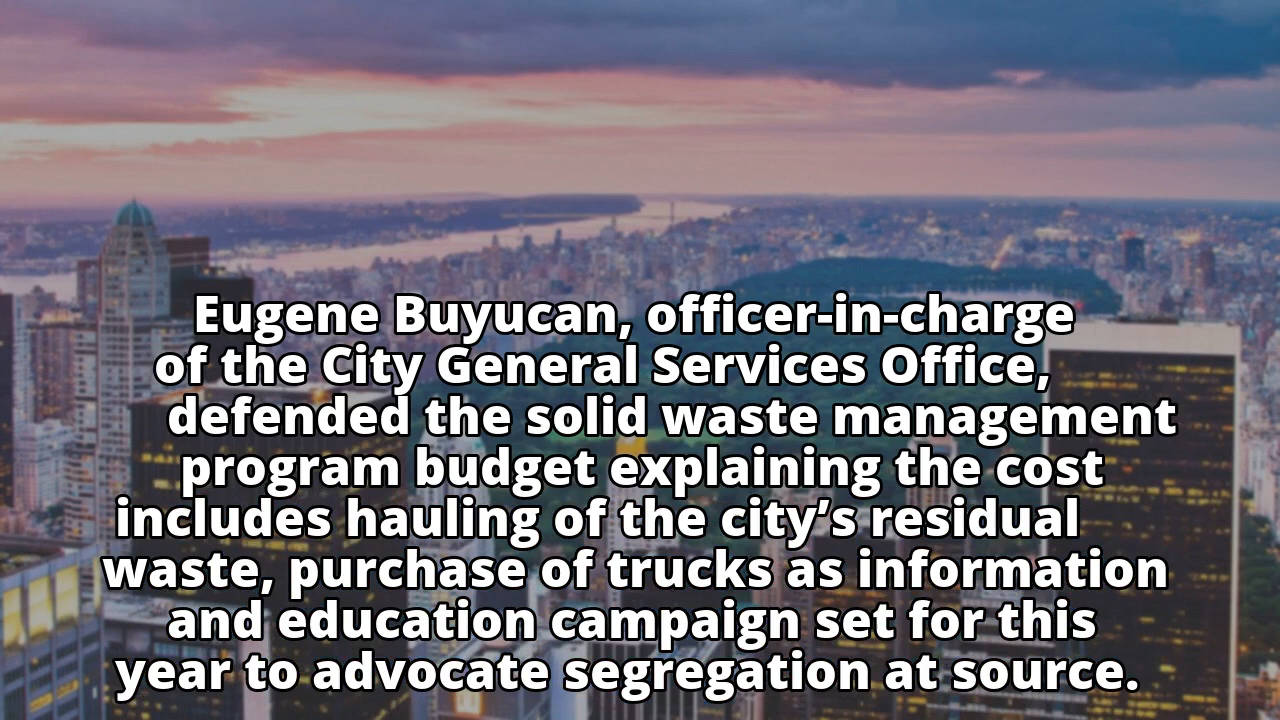 Eugene Buyucan, officer-in-charge
of the City General Services Office,
defended the solid waste management
program budget explaining the cost
includes hauling of the city’s residual
waste, purchase of trucks as information
and education campaign set for this
year to advocate segregation at source.